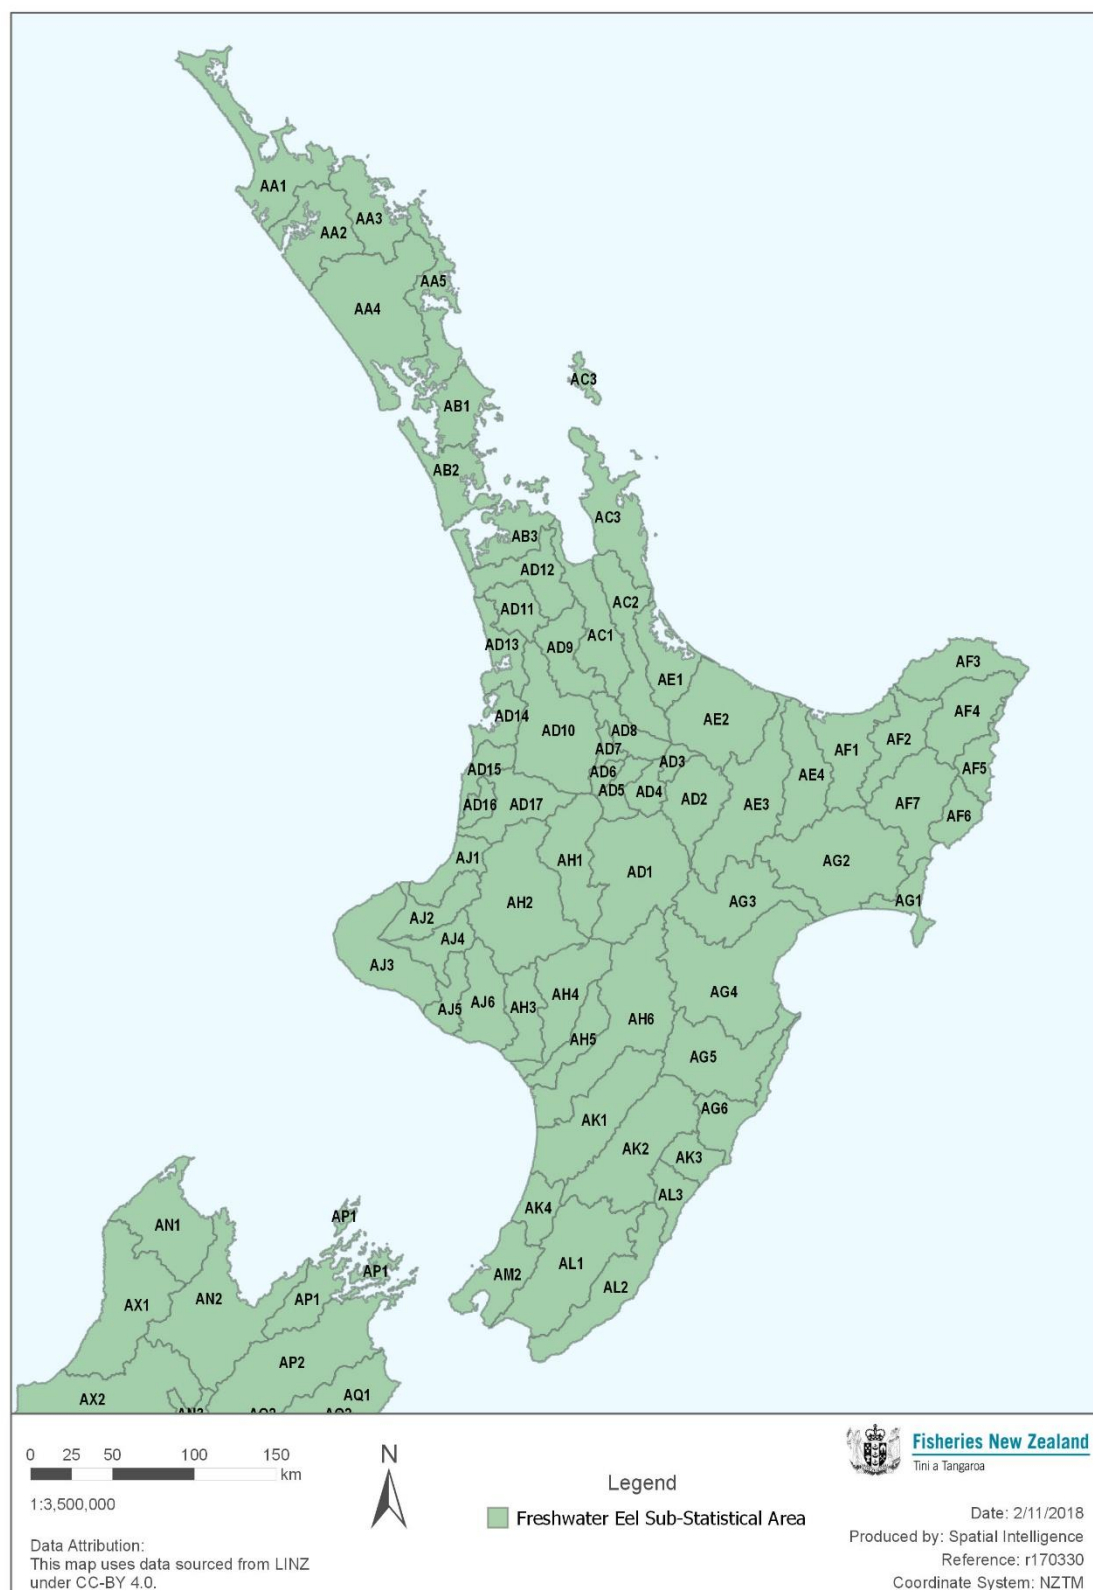 AA1
AA3
AA2
AA5
AA4
AC3
AB1
AB2
AC3
AB3
AD12
AC2
AD11
AC1
AD13
AD9
AF3
AE1
AF4
AD14
AE2
AD10
AD8
AF2
AD7
AF1
AD15
AD6
AD3
AF5
AE4
AD5
AD4
AD2
AD16
AD17
AE3
AF7
AF6
AJ1
AH1
AG2
AD1
AH2
AG3
AG1
AJ2
AJ4
AJ3
AG4
AH4
AJ6
AJ5
AH3
AH6
AH5
AG5
AG6
AK1
AK2
AK3
AL3
AK4
AP1
AN1
AL1
AP1
AM2
AL2
AX1
AN2
AP1
AP2
AX2
AQ1
0 25 50 100 150
km
1:3,500,000
N
Legend
Freshwater Eel Sub-Statistical Area
Fisheries New Zealand
Tini a Tangaroa
Data Attribution:
This map uses data sourced from LINZ
under CC-BY 4.0.
Date: 2/11/2018
Produced by: Spatial Intelligence
Reference: r170330
Coordinate System: NZTM